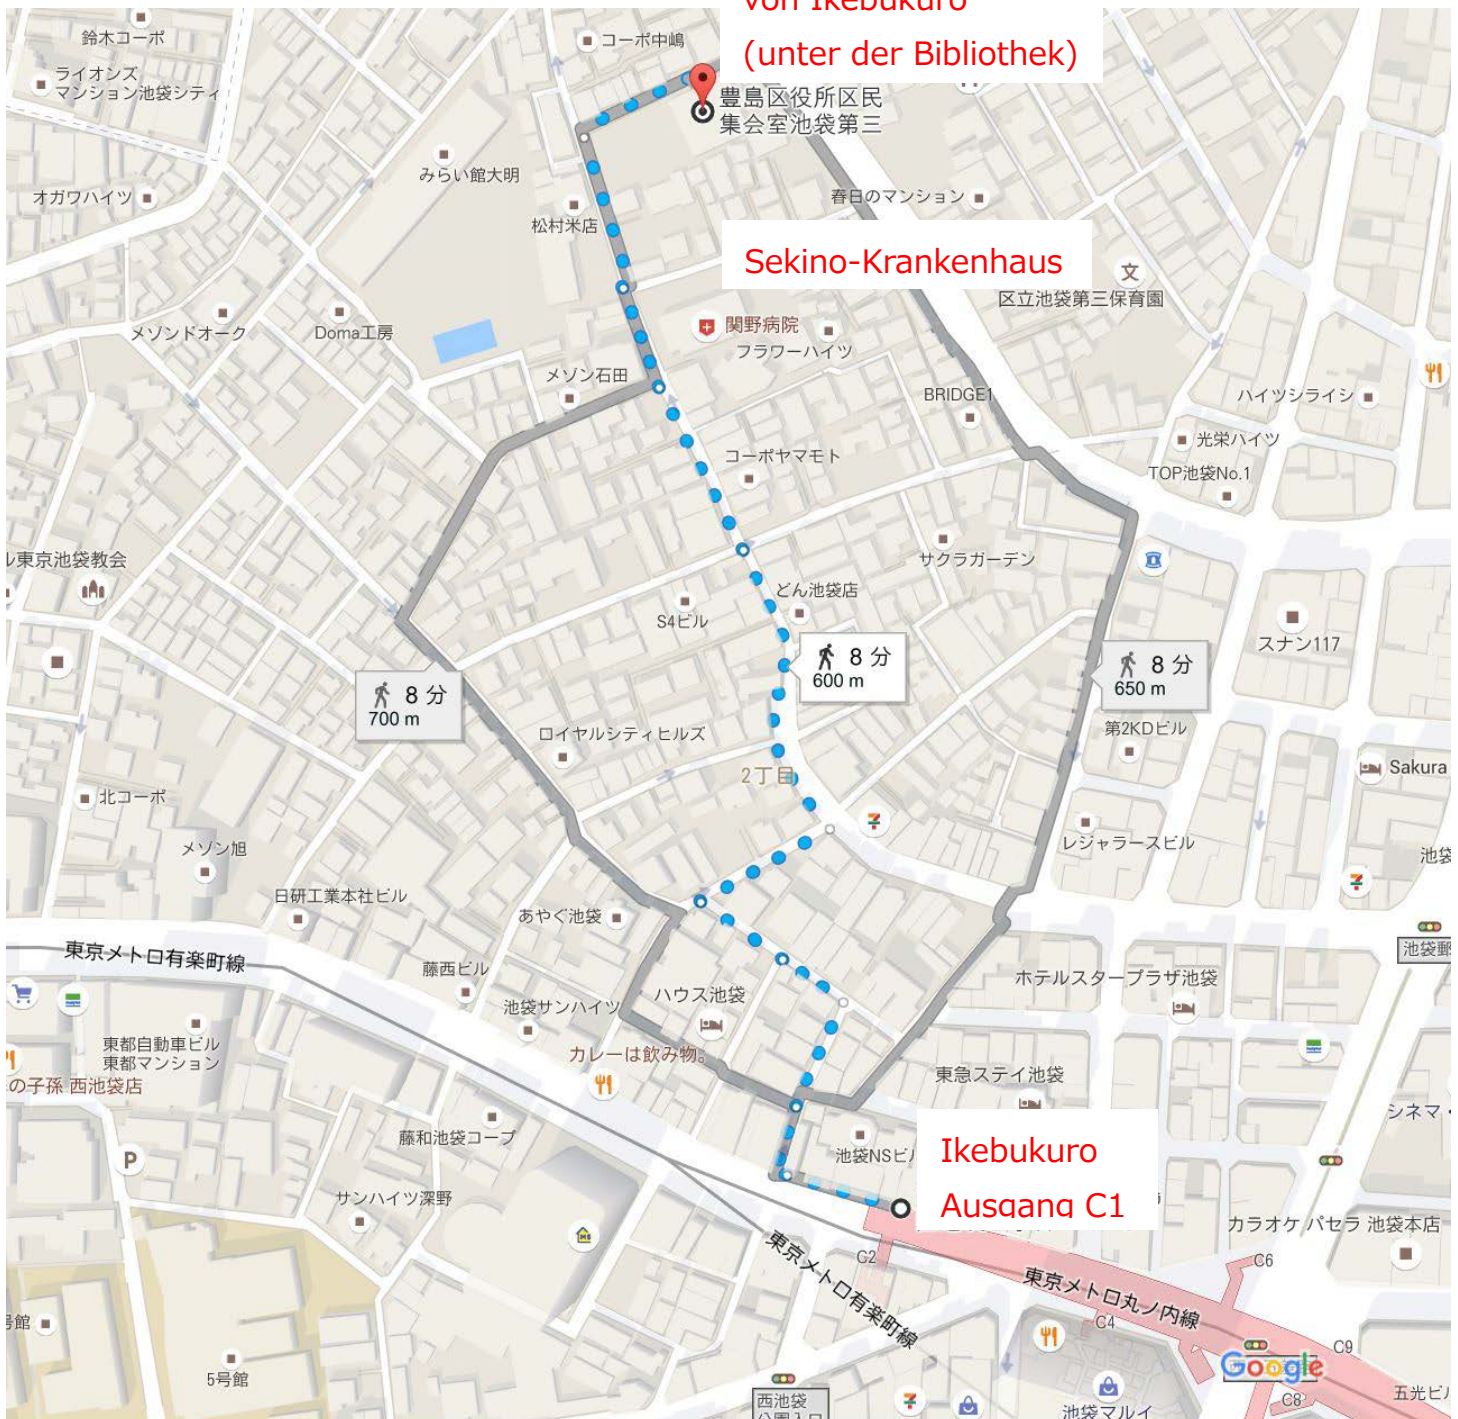 von Ikebukuro
(unter der Bibliothek)
鈴木コーポ
コーポ中嶋
ライオンズ
マンション池袋シティ
豊島区役所区民
集会室池袋第三
みらい館大明
オガワハイツ
松村米店
春日のマンション
Sekino-Krankenhaus
文
区立池袋第三保育園
メゾンドオーク
Doma工房
関野病院
フラワーハイツ
メゾン石田
BRIDGE1
ハイツシライシ
光栄ハイツ
コーポヤマモト
TOP池袋No.1
ル東京池袋教会
サクラガーデン
どん池袋店
S4ビル
スナン117
8 分
600 m
8 分
650 m
8 分
700 m
第2KDビル
ロイヤルシティヒルズ
2丁目
Sakura
北コーポ
レジャラースビル
メゾン旭
池袋
日研工業本社ビル
あやぐ池袋
東京メトロ有楽町線
池袋郵
藤西ビル
ホテルスタープラザ池袋
ハウス池袋
池袋サンハイツ
東都自動車ビル
東都マンション
カレーは飲み物。
の子孫 西池袋店
東急ステイ池袋
シネマ・
藤和池袋コープ
池袋NSビル
P
Ikebukuro
Ausgang C1
サンハイツ深野
カラオケ パセラ 池袋本店
東京メトロ有楽町線
C2
C6
東京メトロ丸ノ内線
C4
号館
C9
Google
5号館
C8
五光ビル
西池袋
公園入口
池袋マルイ